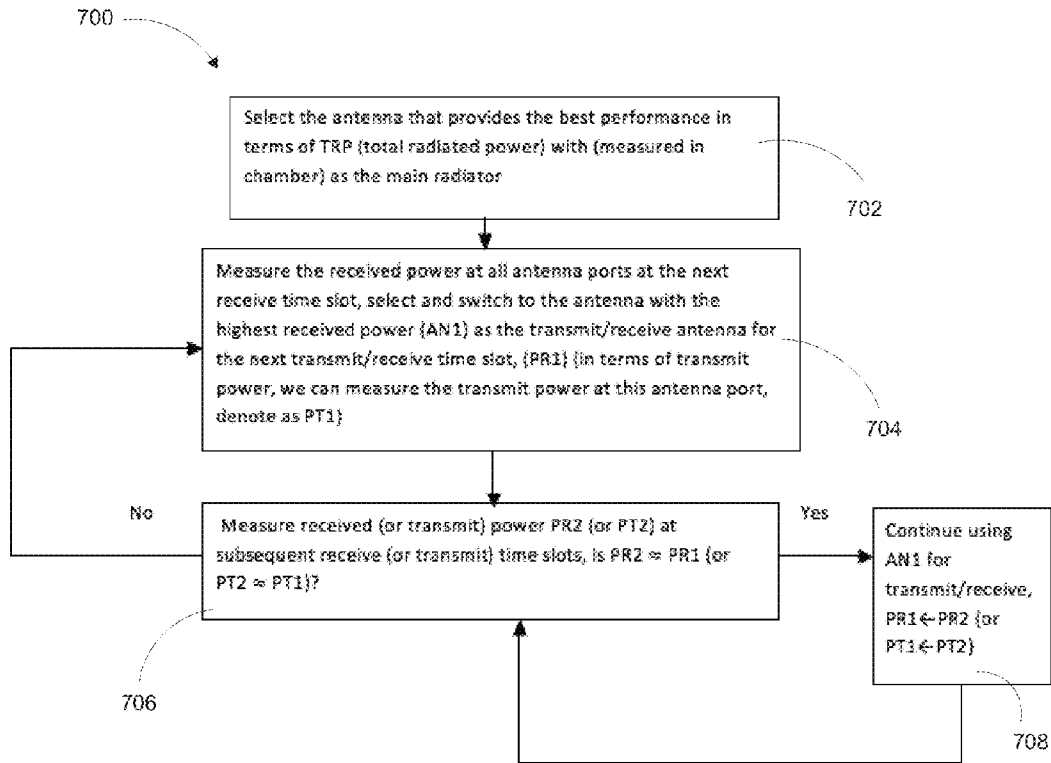 700
Select the antenna that provides the best performance in
terms of TRP (total radiated power) with (measured in
chamber) as the main radiator
702
Measure the received power at all antenna ports at the next
receive time slot, select and switch to the antenna with the
highest received power (AN1) as the transmit/receive antenna for
the next transmit/receive time slot, (PR1) (in terms of transmit
power, we can measure the transmit power at this antenna port,
denote as PT1)
704
No
Measure received (or transmit) power PR2 (or PT2) at
subsequent receive (or transmit) time slots, is PR2 ≈ PR1 (or
PT2 ≈ PT1)?
706
Yes
Continue using
AN1 for
transmit/receive,
PR1←PR2 (or
PT1←PT2)
708